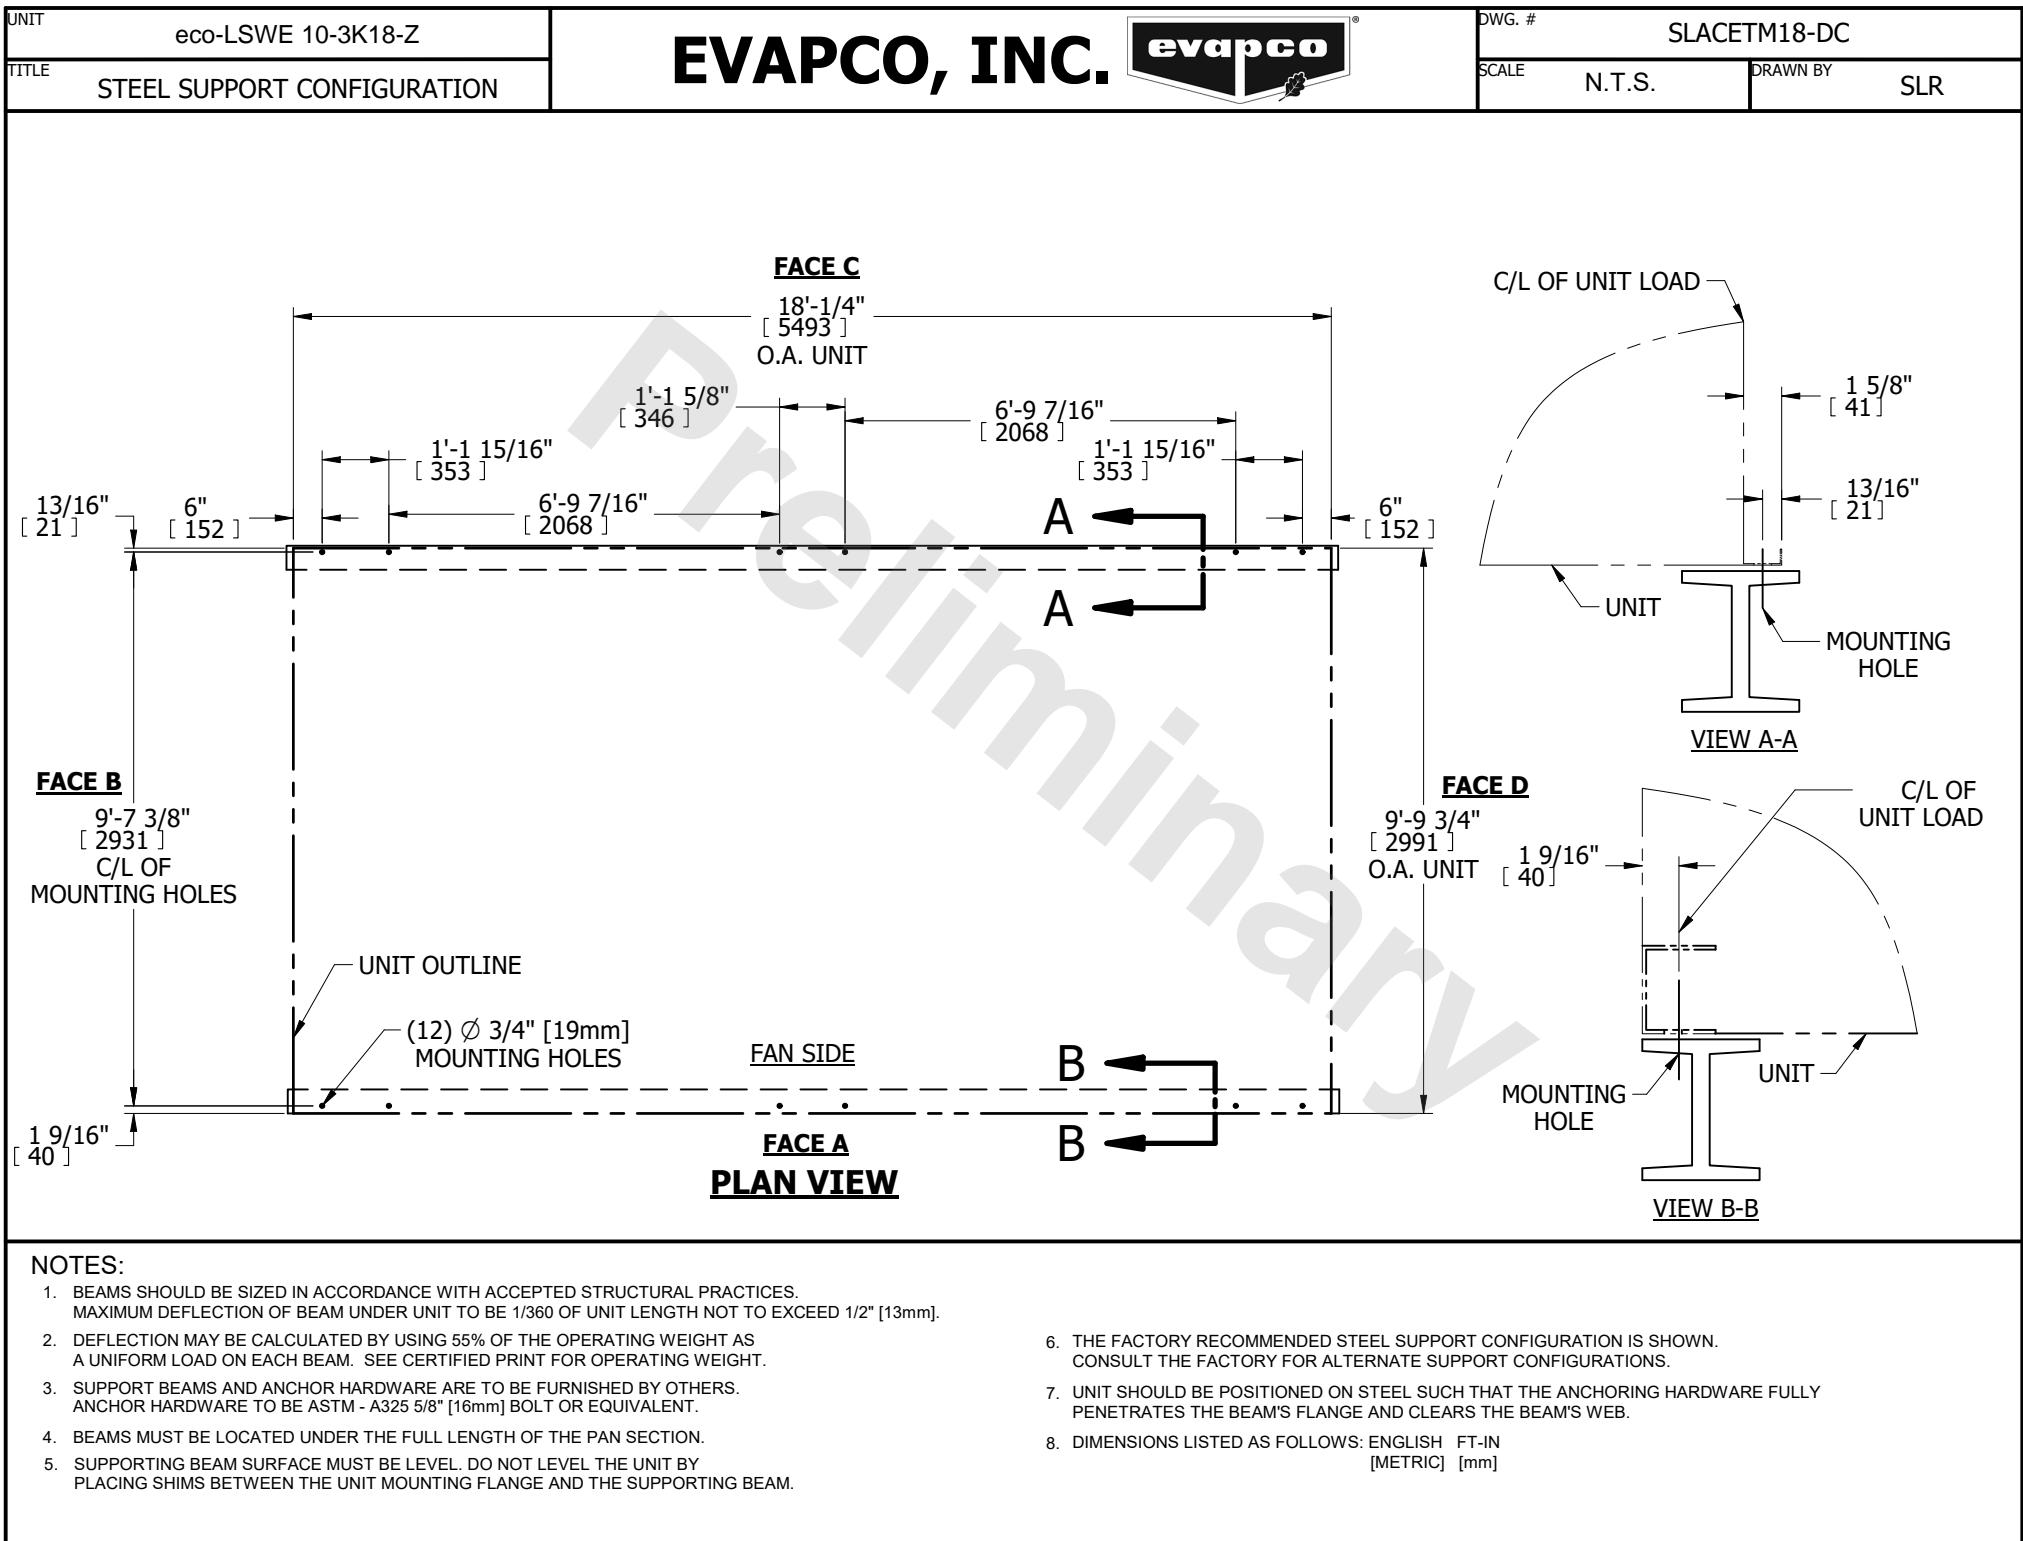 UNIT
eco-LSWE 10-3K18-Z
TITLE
STEEL SUPPORT CONFIGURATION
EVAPCO, INC.
evapco
®
DWG. #
SLACETM18-DC
SCALE
N.T.S.
DRAWN BY
SLR
FACE C
18'-1/4"
[ 5493 ]
O.A. UNIT
1'-1 5/8"
[ 346 ]
6'-9 7/16"
[ 2068 ]
1'-1 15/16"
[ 353 ]
1'-1 15/16"
[ 353 ]
13/16"
[ 21 ]
6"
[ 152 ]
6'-9 7/16"
[ 2068 ]
6"
[ 152 ]
A
A
FACE B
9'-7 3/8"
[ 2931 ]
C/L OF
MOUNTING HOLES
FACE D
9'-9 3/4"
[ 2991 ]
O.A. UNIT
UNIT OUTLINE
(12) Ø 3/4" [19mm]
MOUNTING HOLES
FAN SIDE
B
B
1 9/16"
[ 40 ]
FACE A
PLAN VIEW
Preliminary
C/L OF UNIT LOAD
1 5/8"
[ 41]
13/16"
[ 21]
UNIT
MOUNTING
HOLE
VIEW A-A
C/L OF
UNIT LOAD
1 9/16"
[ 40]
UNIT
MOUNTING
HOLE
VIEW B-B
NOTES:
1. BEAMS SHOULD BE SIZED IN ACCORDANCE WITH ACCEPTED STRUCTURAL PRACTICES.
MAXIMUM DEFLECTION OF BEAM UNDER UNIT TO BE 1/360 OF UNIT LENGTH NOT TO EXCEED 1/2" [13mm].
2. DEFLECTION MAY BE CALCULATED BY USING 55% OF THE OPERATING WEIGHT AS
A UNIFORM LOAD ON EACH BEAM. SEE CERTIFIED PRINT FOR OPERATING WEIGHT.
3. SUPPORT BEAMS AND ANCHOR HARDWARE ARE TO BE FURNISHED BY OTHERS.
ANCHOR HARDWARE TO BE ASTM - A325 5/8" [16mm] BOLT OR EQUIVALENT.
4. BEAMS MUST BE LOCATED UNDER THE FULL LENGTH OF THE PAN SECTION.
5. SUPPORTING BEAM SURFACE MUST BE LEVEL. DO NOT LEVEL THE UNIT BY
PLACING SHIMS BETWEEN THE UNIT MOUNTING FLANGE AND THE SUPPORTING BEAM.
6. THE FACTORY RECOMMENDED STEEL SUPPORT CONFIGURATION IS SHOWN.
CONSULT THE FACTORY FOR ALTERNATE SUPPORT CONFIGURATIONS.
7. UNIT SHOULD BE POSITIONED ON STEEL SUCH THAT THE ANCHORING HARDWARE FULLY
PENETRATES THE BEAM'S FLANGE AND CLEARS THE BEAM'S WEB.
8. DIMENSIONS LISTED AS FOLLOWS: ENGLISH FT-IN
[METRIC] [mm]